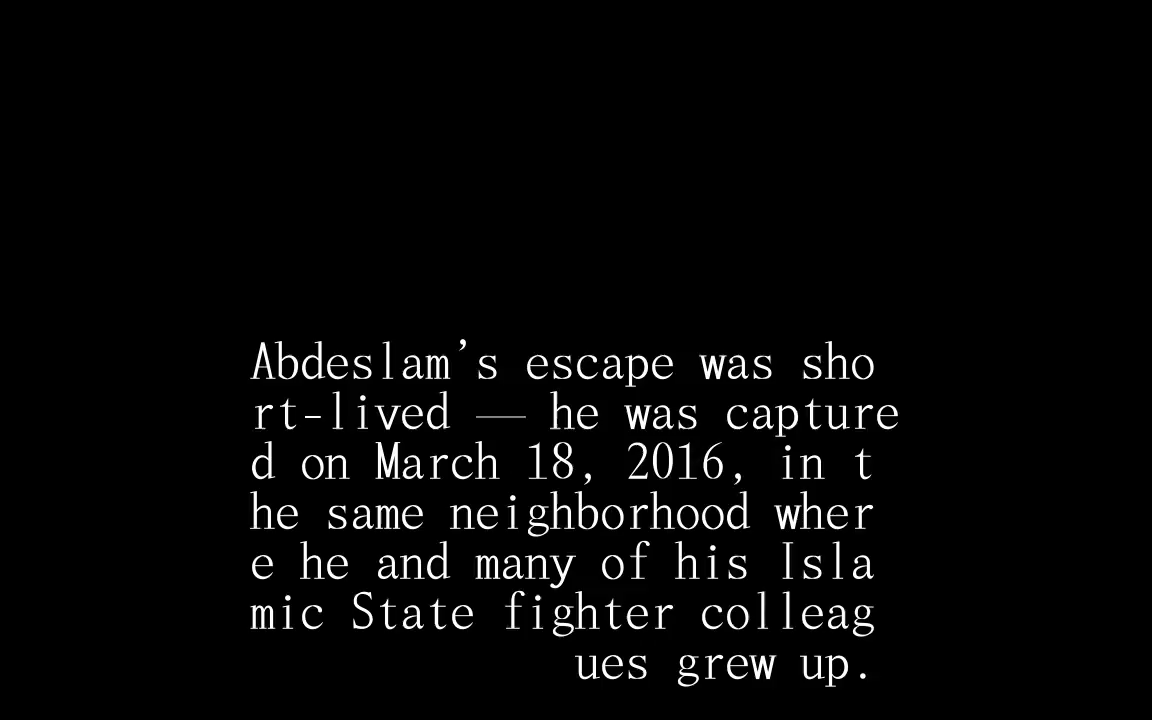 Abdeslam’s escape was sho
rt-lived — he was capture
d on March 18, 2016, in t
he same neighborhood wher
e he and many of his Isla
mic State fighter colleag
ues grew up.